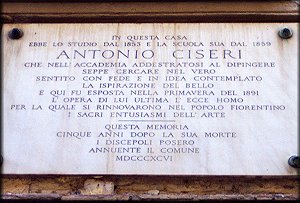 IN QUESTA CASA
EBBE LO STUDIO DAL 1853 E LA SCUOLA SUA DAL 1859
ANTONIO CISERI
CHE NELL'ACCADEMIA ADDESTRATOSI AL DIPINGERE
SEPPE CERCARE NEL VERO
SENTITO CON FEDE E IN IDEA CONTEMPLATO
LA ISPIRAZIONE DEL BELLO
E QUI FU ESPOSTA NELLA PRIMAVERA DEL 1891
L'OPERA DI LUI ULTIMA L'ECCE HOMO
PER LA QUALE SI RINNOVARONO NEL POPOLO FIORENTINO
I SACRI ENTUSIASMI DELL'ARTE
QUESTA MEMORIA
CINQUE ANNI DOPO LA SUA MORTE
I DISCEPOLI POSERO
ANNUENTE IL COMUNE
MDCCCXCVI